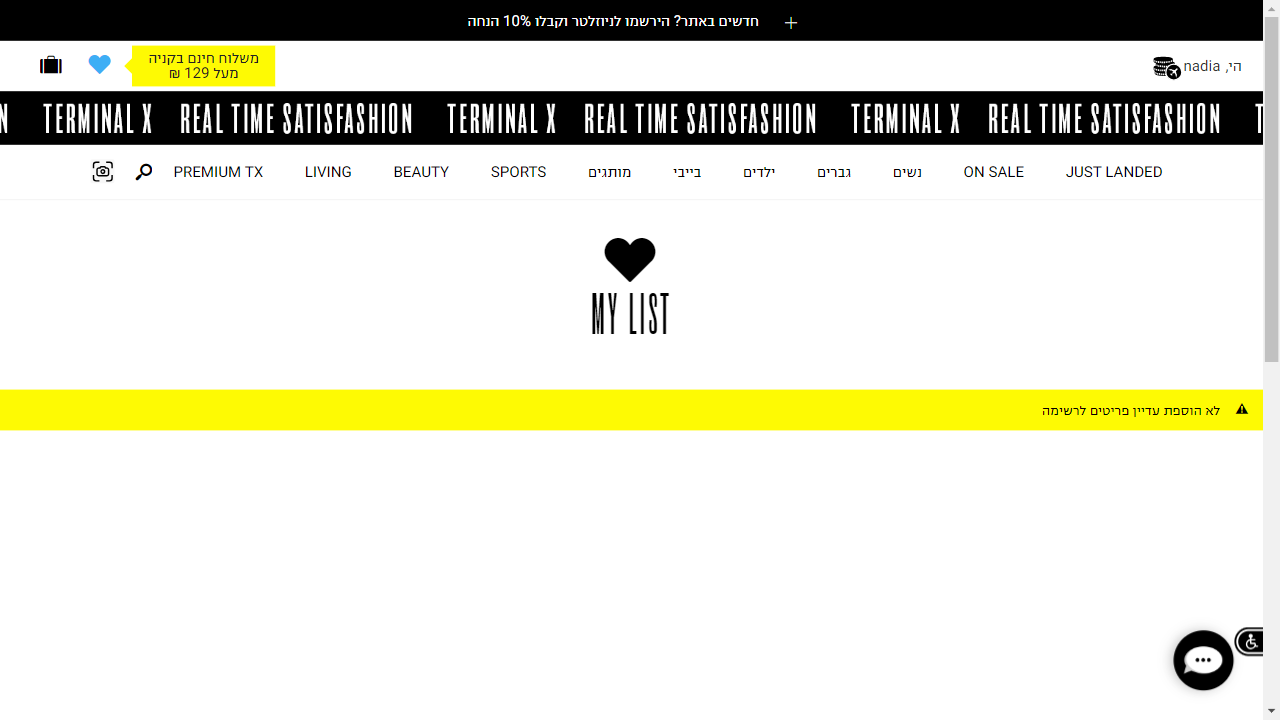 חדשים באתר? הירשמו לניוזלטר וקבלו 10% הנחה
הי, nadia
משלוח חינם בקניה
מעל 129 ₪
TERMINAL X REAL TIME SATISFASHION TERMINAL X REAL TIME SATISFASHION TERMINAL X REAL TIME SATISFASHION
PREMIUM TX LIVING BEAUTY SPORTS מותגים בייבי ילדים גברים נשים ON SALE JUST LANDED
MY LIST
לא הוספת עדיין פריטים לרשימה